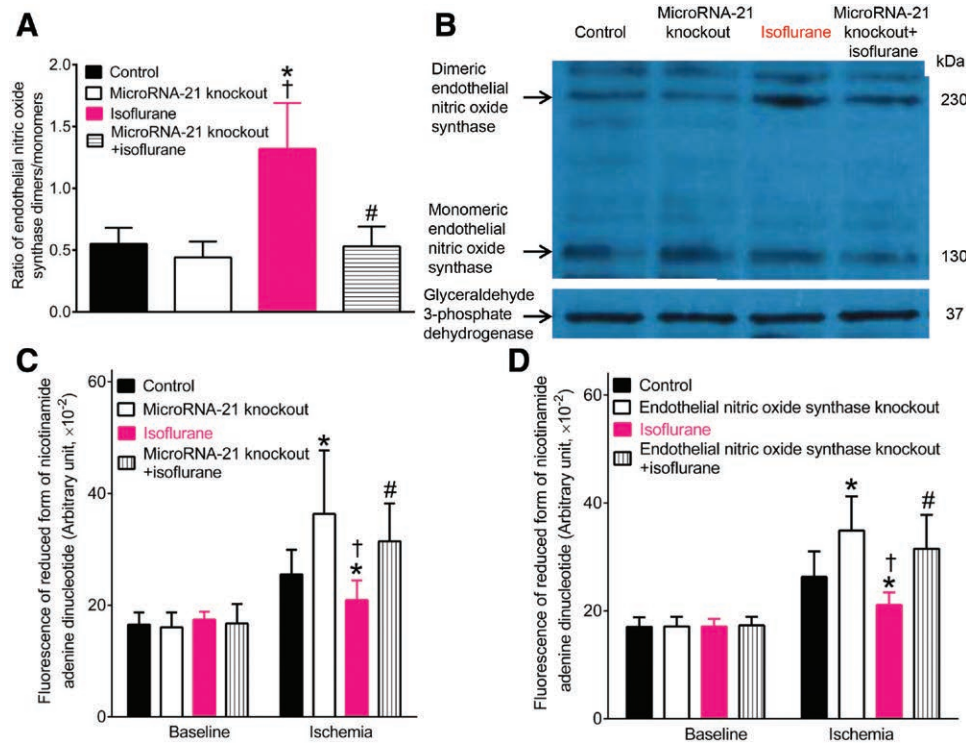 A
Ratio of endothelial nitric oxide
synthase dimers/monomers
2.0
1.5
1.0
0.5
0.0
Control
MicroRNA-21 knockout
Isoflurane
MicroRNA-21 knockout
+isoflurane
*
†
#
B
Control
MicroRNA-21
knockout
Isoflurane
MicroRNA-21
knockout+
isoflurane
kDa
Dimeric
endothelial
nitric oxide
synthase
230
Monomeric
endothelial
nitric oxide
synthase
130
Glyceraldehyde
3-phosphate
dehydrogenase
37
C
Fluorescence of reduced form of nicotinamide
adenine dinucleotide (Arbitrary unit, ×10⁻²)
60
40
20
0
Control
MicroRNA-21 knockout
Isoflurane
MicroRNA-21 knockout
+isoflurane
*
†
*
#
Baseline
Ischemia
D
Fluorescence of reduced form of nicotinamide
adenine dinucleotide (Arbitrary unit, ×10⁻²)
60
40
20
0
Control
Endothelial nitric oxide synthase knockout
Isoflurane
Endothelial nitric oxide synthase knockout
+isoflurane
*
†
*
#
Baseline
Ischemia